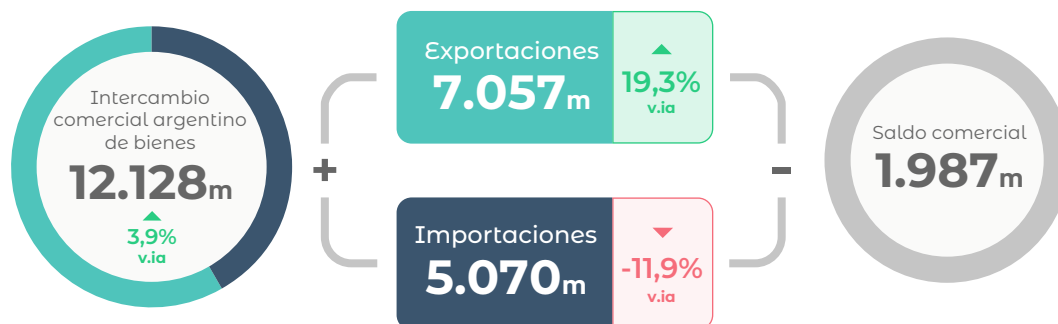 Intercambio
comercial argentino
de bienes
12.128m
3,9%
v.ia
+
Exportaciones
7.057m
19,3%
v.ia
Importaciones
5.070m
-11,9%
v.ia
-
Saldo comercial
1.987m